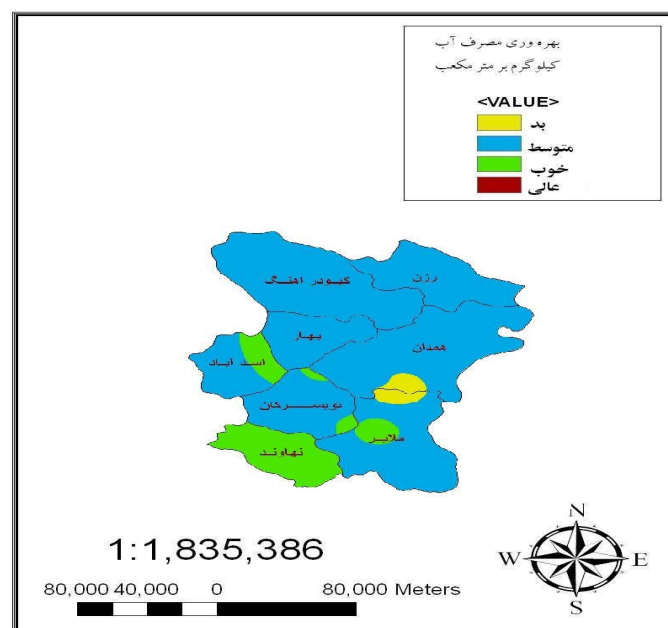 بهره وری مصرف آب
کیلوگرم بر متر مکعب
<VALUE>
بد
متوسط
خوب
عالی
کبودر اهنگ
رزن
بهار
همدان
اسد اباد
تویسرکان
ملایر
نهاوند
1:1,835,386
80,000 40,000 0 80,000 Meters
N
W E
S